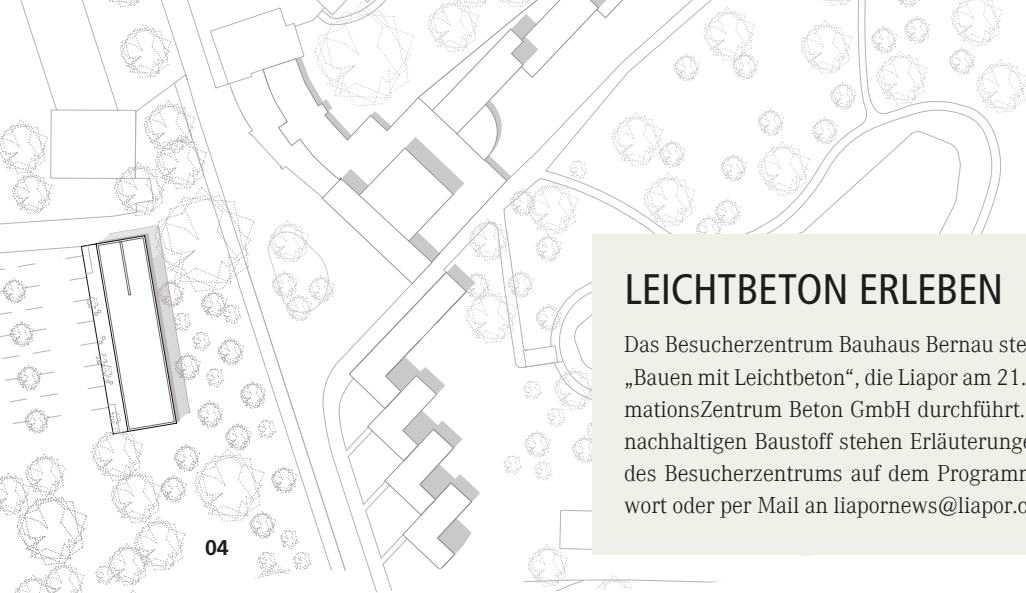 LEICHTBETON ERLEBEN
Das Besucherzentrum Bauhaus Bernau ste
„Bauen mit Leichtbeton“, die Liapor am 21.
mationsZentrum Beton GmbH durchführt.
nachhaltigen Baustoff stehen Erläuterunge
des Besucherzentrums auf dem Programm
wort oder per Mail an liapornews@liapor.c
04